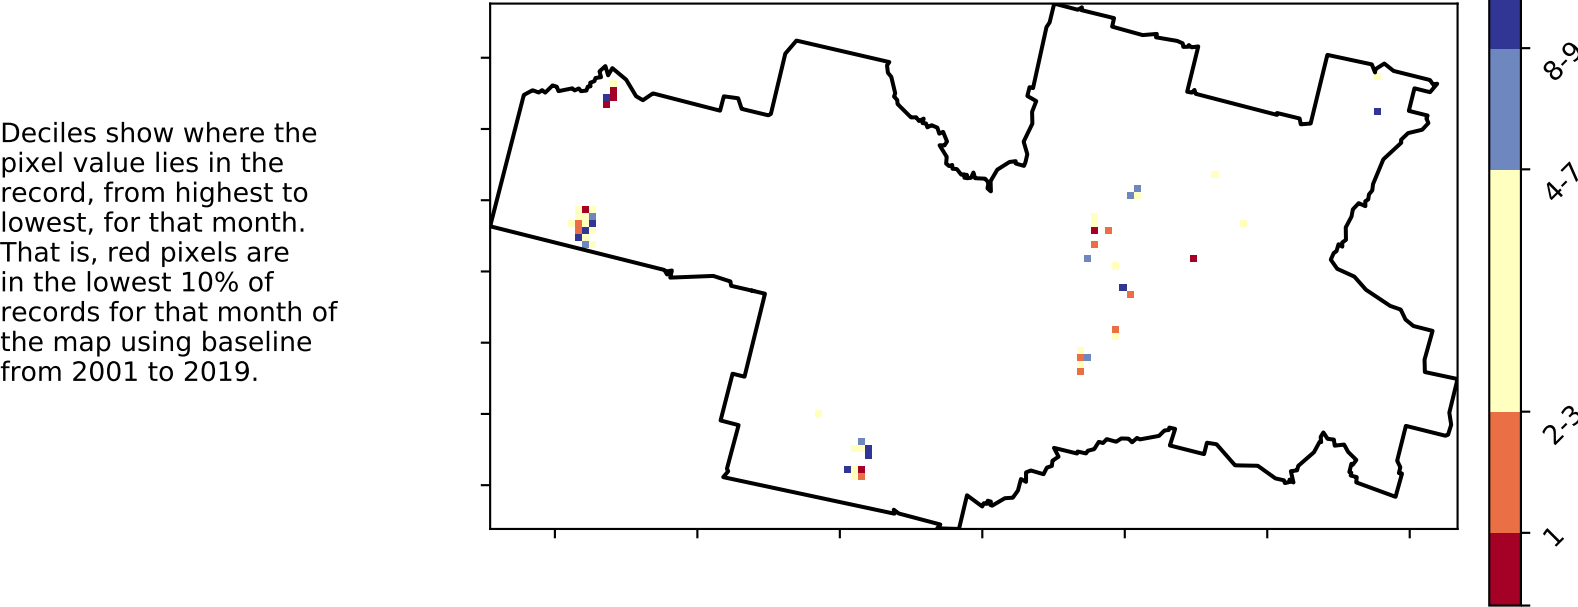 Deciles show where the
pixel value lies in the
record, from highest to
lowest, for that month.
That is, red pixels are
in the lowest 10% of
records for that month of
the map using baseline
from 2001 to 2019.
8-9
4-7
2-3
1